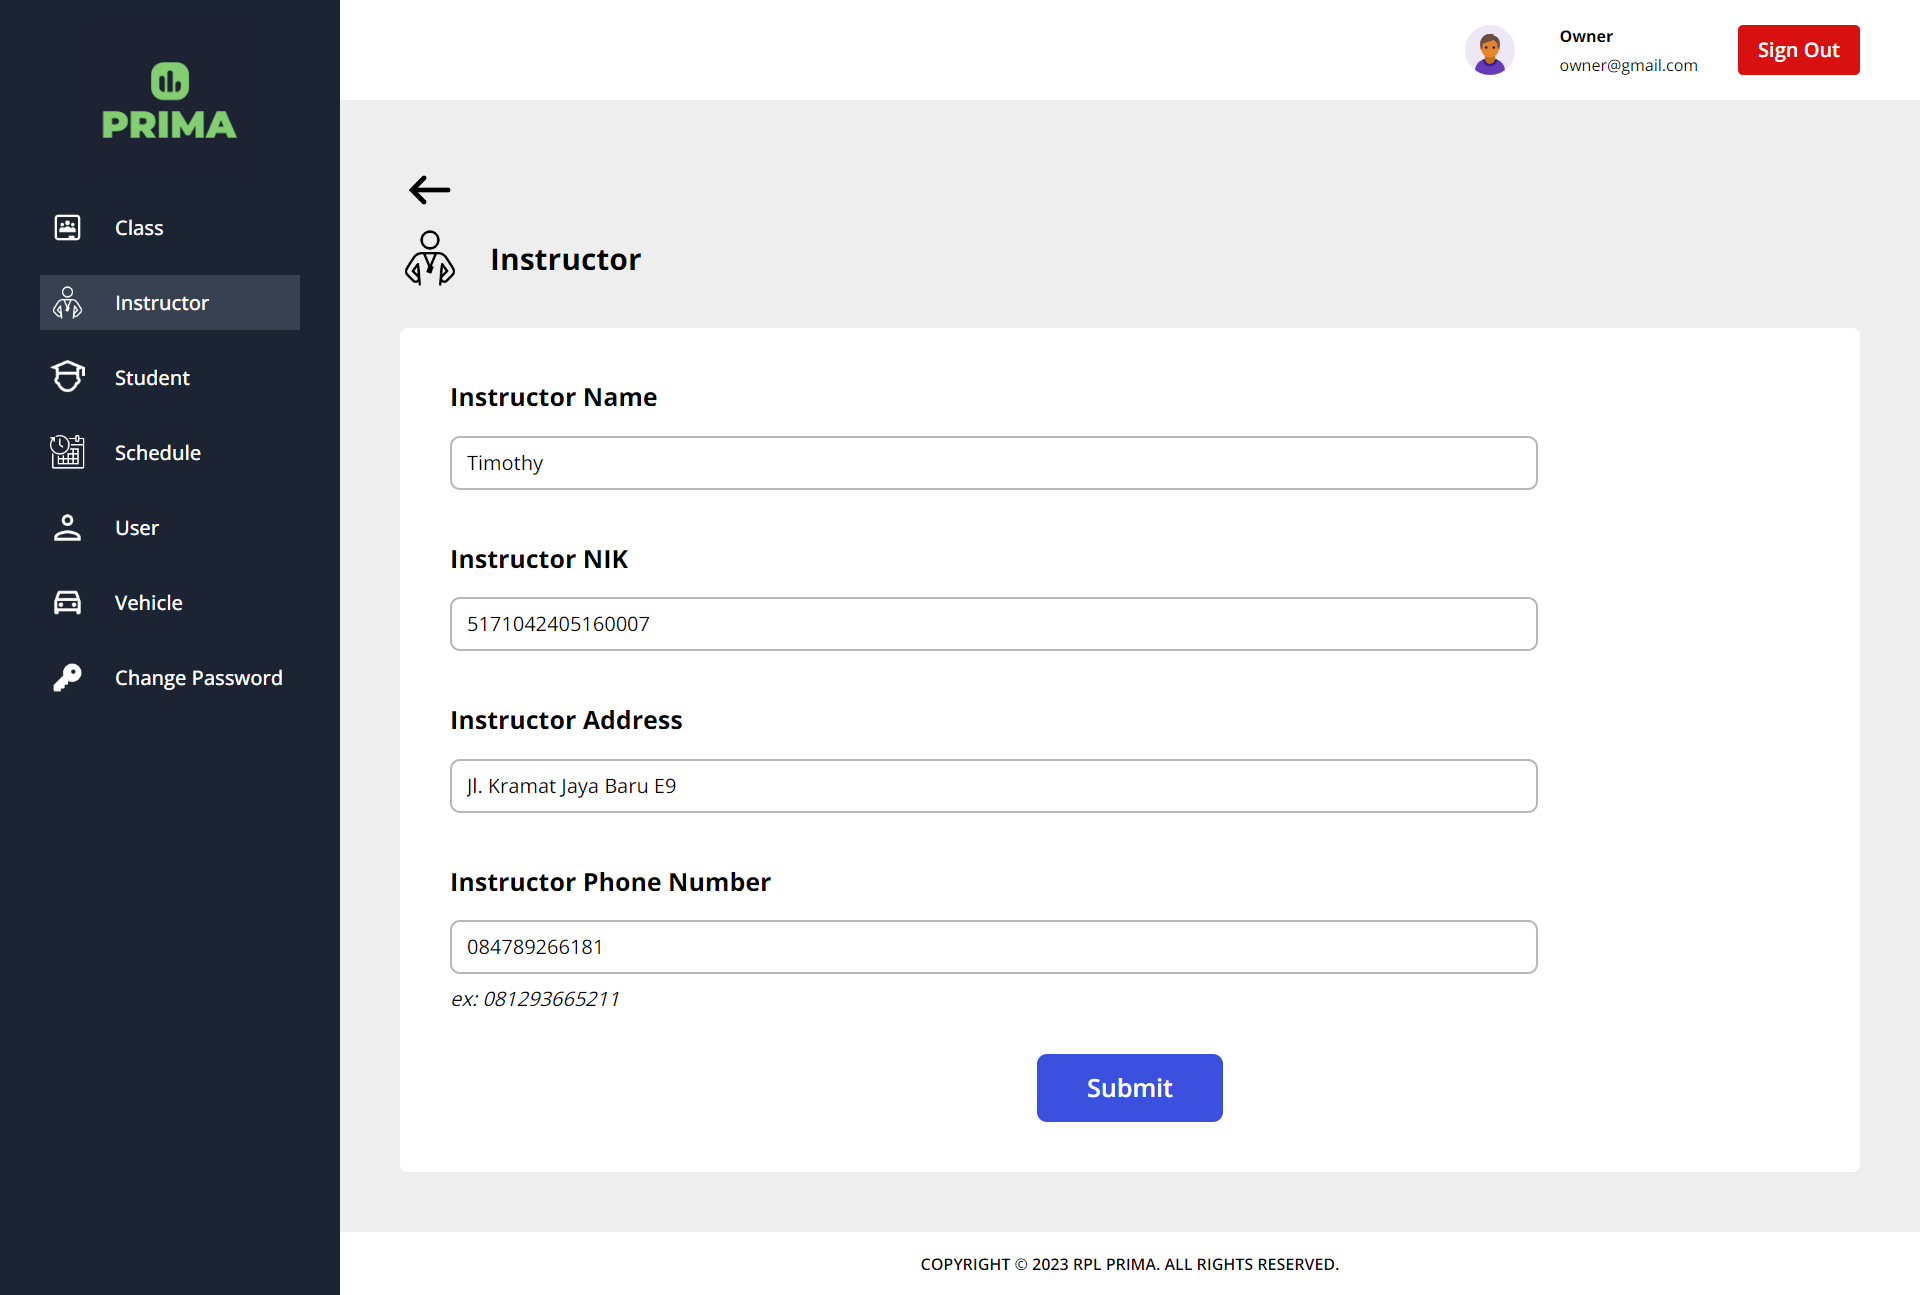 PRIMA
Class
Instructor
Student
Schedule
User
Vehicle
Change Password
Owner
owner@gmail.com
Sign Out
Instructor
Instructor Name
Timothy
Instructor NIK
5171042405160007
Instructor Address
Jl. Kramat Jaya Baru E9
Instructor Phone Number
084789266181
ex: 081293665211
Submit
COPYRIGHT © 2023 RPL PRIMA. ALL RIGHTS RESERVED.